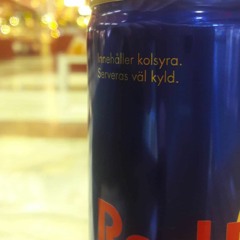 Innehåller kolsyra.
Serveras väl kyld.